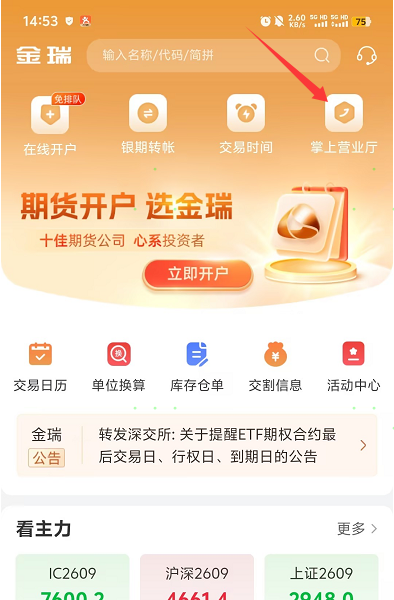 14:53
2.60 KB/s 5G HD 5G HD 75
金瑞 输入名称/代码/简拼
免排队
在线开户 银期转帐 交易时间 掌上营业厅
期货开户 选金瑞
十佳期货公司 心系投资者
立即开户
换
交易日历 单位换算 库存仓单 交割信息 活动中心
金瑞 转发深交所: 关于提醒ETF期权合约最
公告 后交易日、行权日、到期日的公告
看主力 更多
IC2609 沪深2609 上证2609
7600.2 4661.4 2948.0